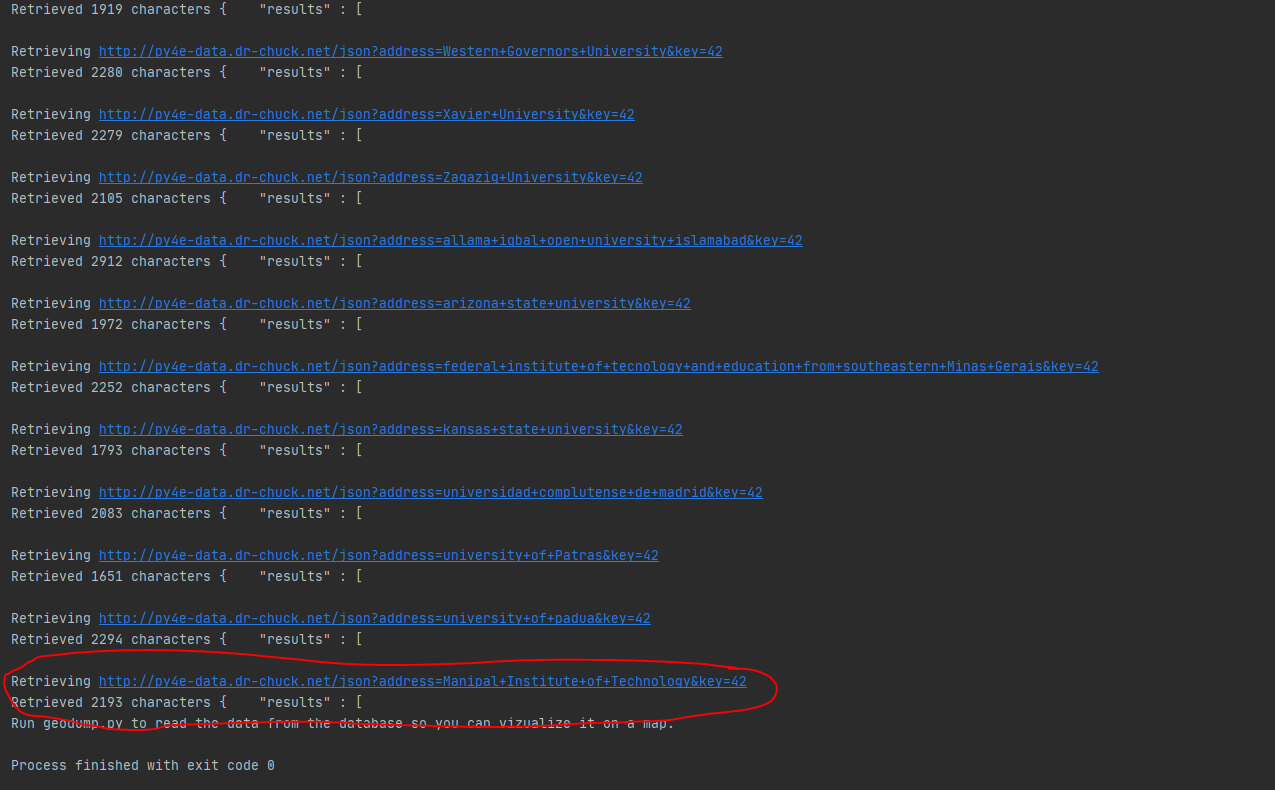 Retrieved 1919 characters {    "results" : [
Retrieving http://py4e-data.dr-chuck.net/json?address=Western+Governors+University&key=42
Retrieved 2280 characters {    "results" : [
Retrieving http://py4e-data.dr-chuck.net/json?address=Xavier+University&key=42
Retrieved 2279 characters {    "results" : [
Retrieving http://py4e-data.dr-chuck.net/json?address=Zagazig+University&key=42
Retrieved 2105 characters {    "results" : [
Retrieving http://py4e-data.dr-chuck.net/json?address=allama+iqbal+open+university+islamabad&key=42
Retrieved 2912 characters {    "results" : [
Retrieving http://py4e-data.dr-chuck.net/json?address=arizona+state+university&key=42
Retrieved 1972 characters {    "results" : [
Retrieving http://py4e-data.dr-chuck.net/json?address=federal+institute+of+tecnology+and+education+from+southeastern+Minas+Gerais&key=42
Retrieved 2252 characters {    "results" : [
Retrieving http://py4e-data.dr-chuck.net/json?address=kansas+state+university&key=42
Retrieved 1793 characters {    "results" : [
Retrieving http://py4e-data.dr-chuck.net/json?address=universidad+complutense+de+madrid&key=42
Retrieved 2083 characters {    "results" : [
Retrieving http://py4e-data.dr-chuck.net/json?address=university+of+Patras&key=42
Retrieved 1651 characters {    "results" : [
Retrieving http://py4e-data.dr-chuck.net/json?address=university+of+padua&key=42
Retrieved 2294 characters {    "results" : [
Retrieving http://py4e-data.dr-chuck.net/json?address=Manipal+Institute+of+Technology&key=42
Retrieved 2193 characters {    "results" : [
Run geodump.py to read the data from the database so you can vizualize it on a map.
Process finished with exit code 0